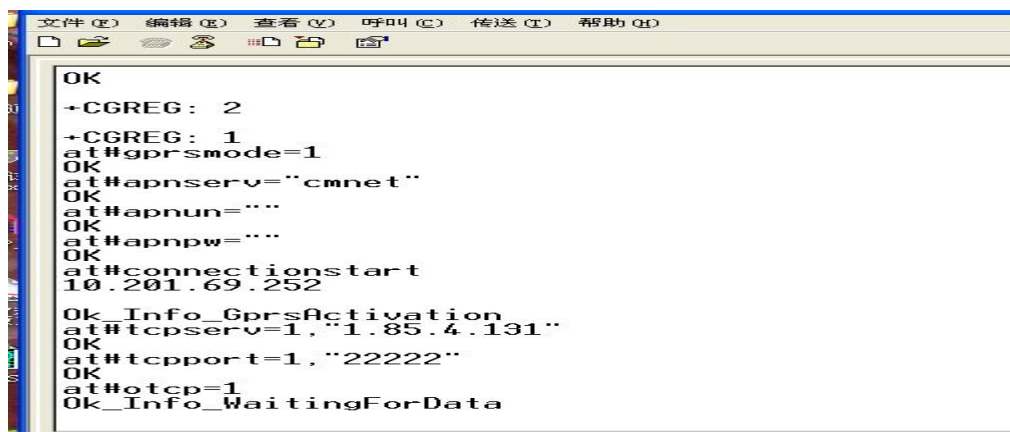 文件(F) 编辑(E) 查看(V) 呼叫(C) 传送(T) 帮助(H)
OK
+CGREG: 2
+CGREG: 1
at#gprsmode=1
OK
at#apnserv="cmnet"
OK
at#apnun=""
OK
at#apnpw=""
OK
at#connectionstart
10.201.69.252
Ok_Info_GprsActivation
at#tcpserv=1,"1.85.4.131"
OK
at#tcpport=1,"22222"
OK
at#otcp=1
Ok_Info_WaitingForData